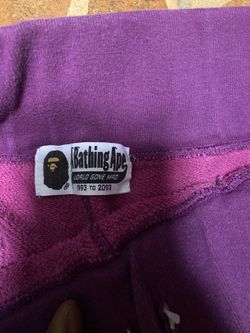 A Bathing Ape
WORLD GONE MAD
1993 TO 2093